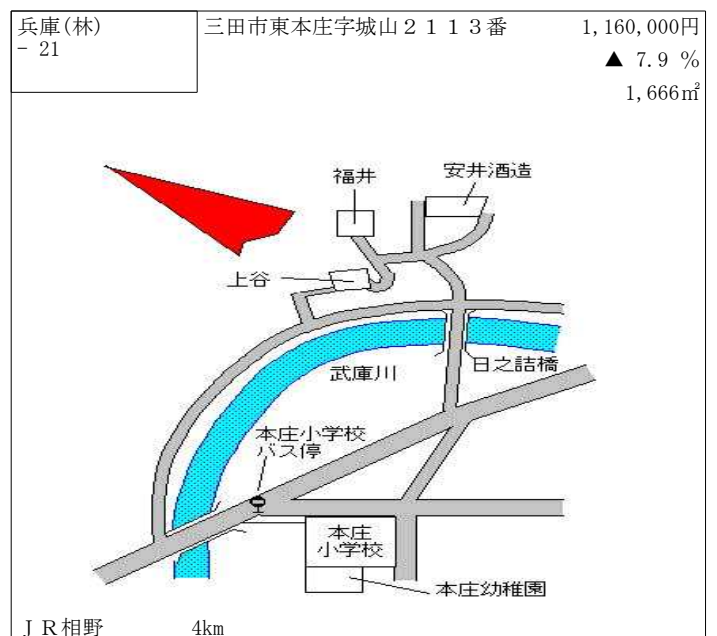 兵庫(林)
- 21
三田市東本庄字城山２１１３番
1,160,000円
▲ 7.9 %
1,666㎡
福井
安井酒造
上谷
武庫川
日之詰橋
本庄小学校
バス停
本庄
小学校
本庄幼稚園
ＪＲ相野 4km